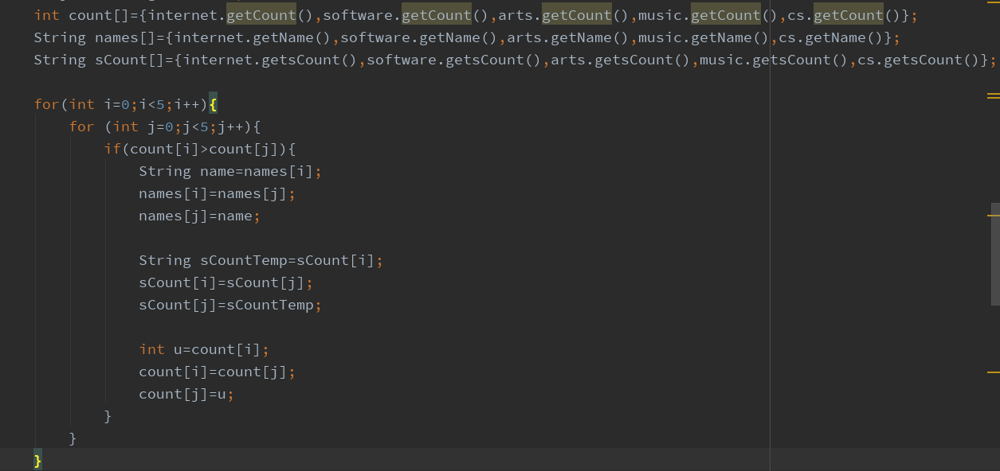 int count[]={internet.getCount(),software.getCount(),arts.getCount(),music.getCount(),cs.getCount()};
String names[]={internet.getName(),software.getName(),arts.getName(),music.getName(),cs.getName()};
String sCount[]={internet.getsCount(),software.getsCount(),arts.getsCount(),music.getsCount(),cs.getsCount()};
for(int i=0;i<5;i++){
for (int j=0;j<5;j++){
if(count[i]>count[j]){
String name=names[i];
names[i]=names[j];
names[j]=name;
String sCountTemp=sCount[i];
sCount[i]=sCount[j];
sCount[j]=sCountTemp;
int u=count[i];
count[i]=count[j];
count[j]=u;
}
}
}